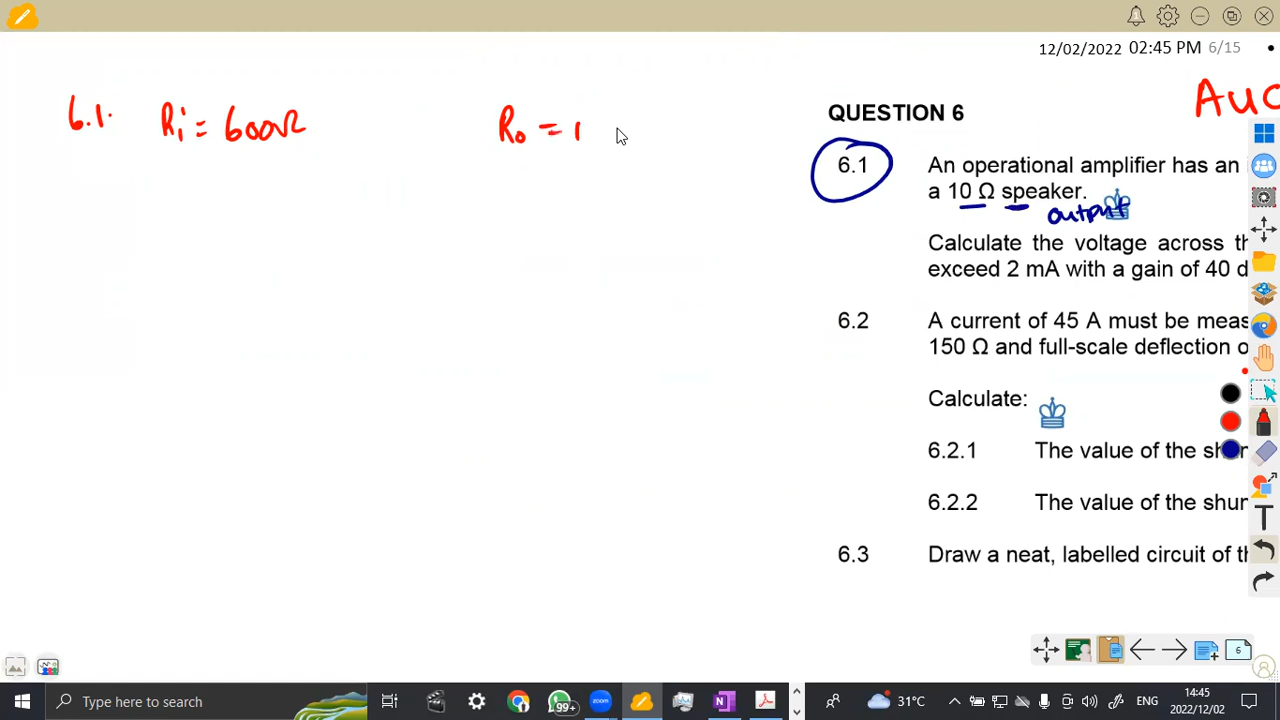 12/02/2022 02:45 PM 6/15
6.1. Ri = 600Ω
Ro = 1
AUG
QUESTION 6
6.1 An operational amplifier has an
a 10 Ω speaker.
output
Calculate the voltage across th
exceed 2 mA with a gain of 40 d
6.2 A current of 45 A must be meas
150 Ω and full-scale deflection o
Calculate:
6.2.1 The value of the shun
6.2.2 The value of the shur
6.3 Draw a neat, labelled circuit of th
T
6
Type here to search
99+
31°C
ENG
14:45
2022/12/02